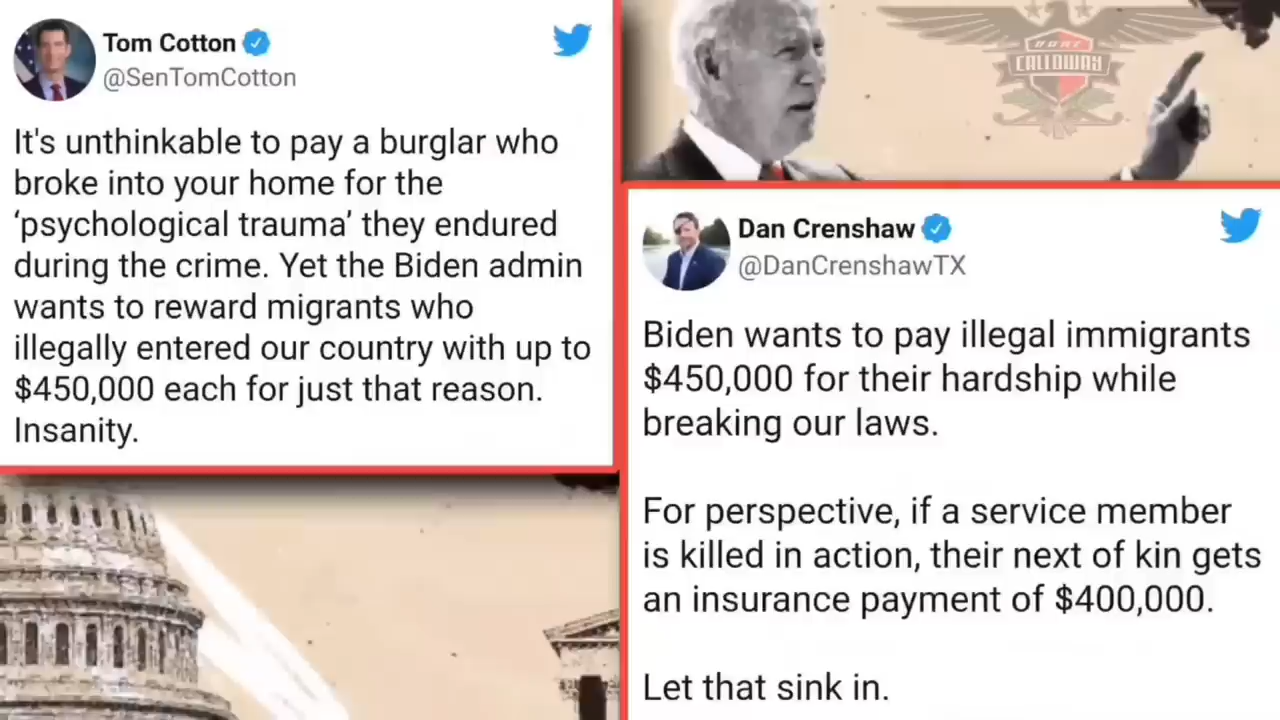 Tom Cotton
@SenTomCotton
It's unthinkable to pay a burglar who
broke into your home for the
‘psychological trauma’ they endured
during the crime. Yet the Biden admin
wants to reward migrants who
illegally entered our country with up to
$450,000 each for just that reason.
Insanity.
CALLOWAY
Dan Crenshaw
@DanCrenshawTX
Biden wants to pay illegal immigrants
$450,000 for their hardship while
breaking our laws.
For perspective, if a service member
is killed in action, their next of kin gets
an insurance payment of $400,000.
Let that sink in.